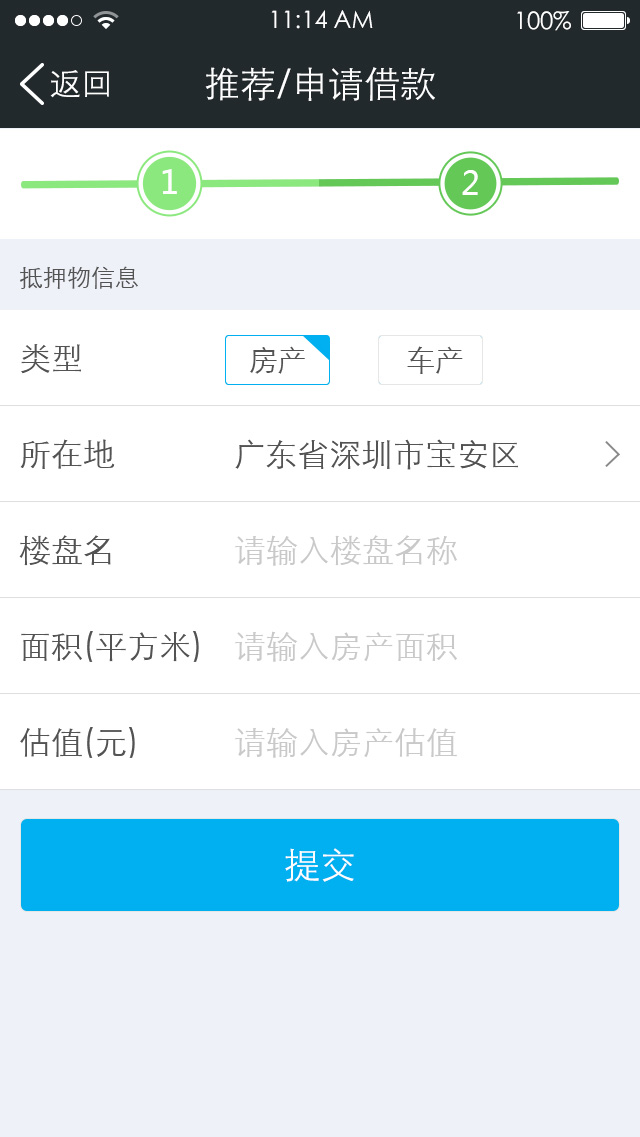 11:14 AM 100%
返回 推荐/申请借款
1 2
抵押物信息
类型 房产 车产
所在地 广东省深圳市宝安区
楼盘名 请输入楼盘名称
面积(平方米) 请输入房产面积
估值(元) 请输入房产估值
提交